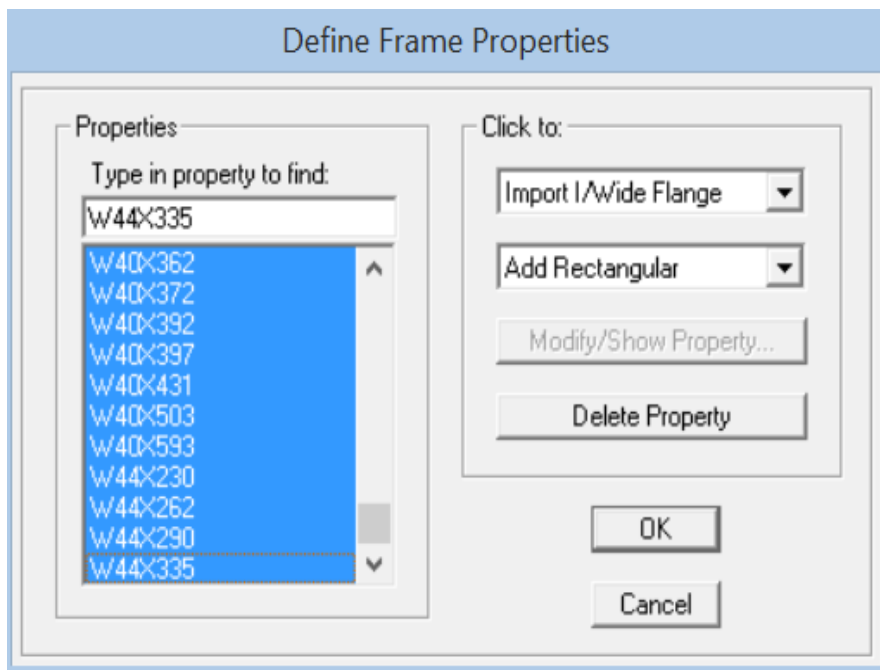 Define Frame Properties
Properties
Type in property to find:
W44X335
W40X362
W40X372
W40X392
W40X397
W40X431
W40X503
W40X593
W44X230
W44X262
W44X290
W44X335
Click to:
Import I/Wide Flange
Add Rectangular
Modify/Show Property...
Delete Property
OK
Cancel